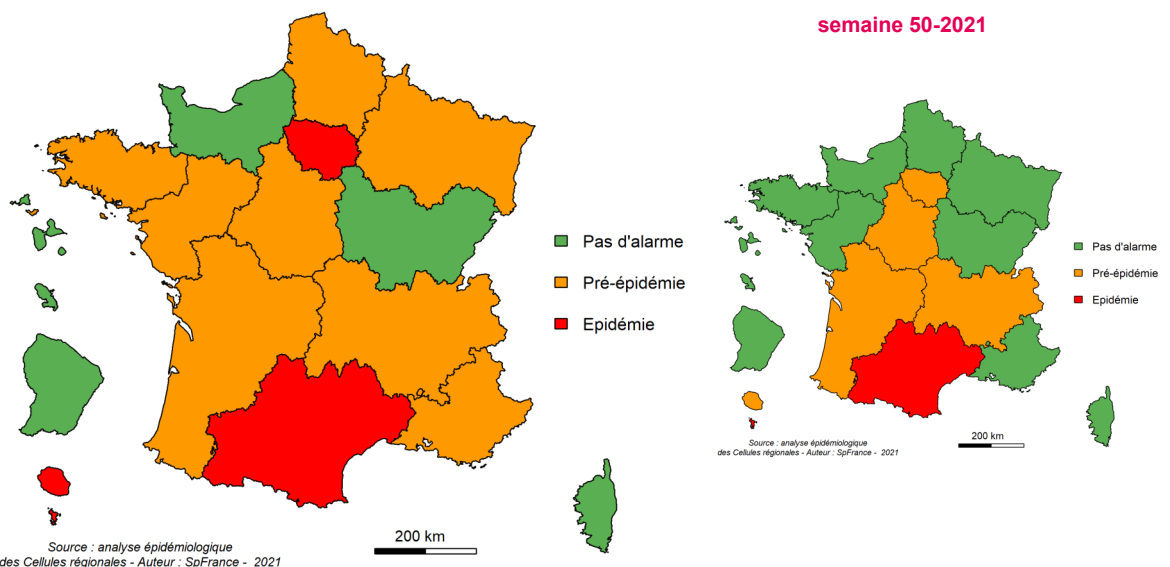 Pas d'alarme
Pré-épidémie
Epidémie
200 km
Source : analyse épidémiologique
des Cellules régionales - Auteur : SpFrance - 2021
semaine 50-2021
Pas d'alarme
Pré-épidémie
Epidémie
200 km
Source : analyse épidémiologique
des Cellules régionales - Auteur : SpFrance - 2021